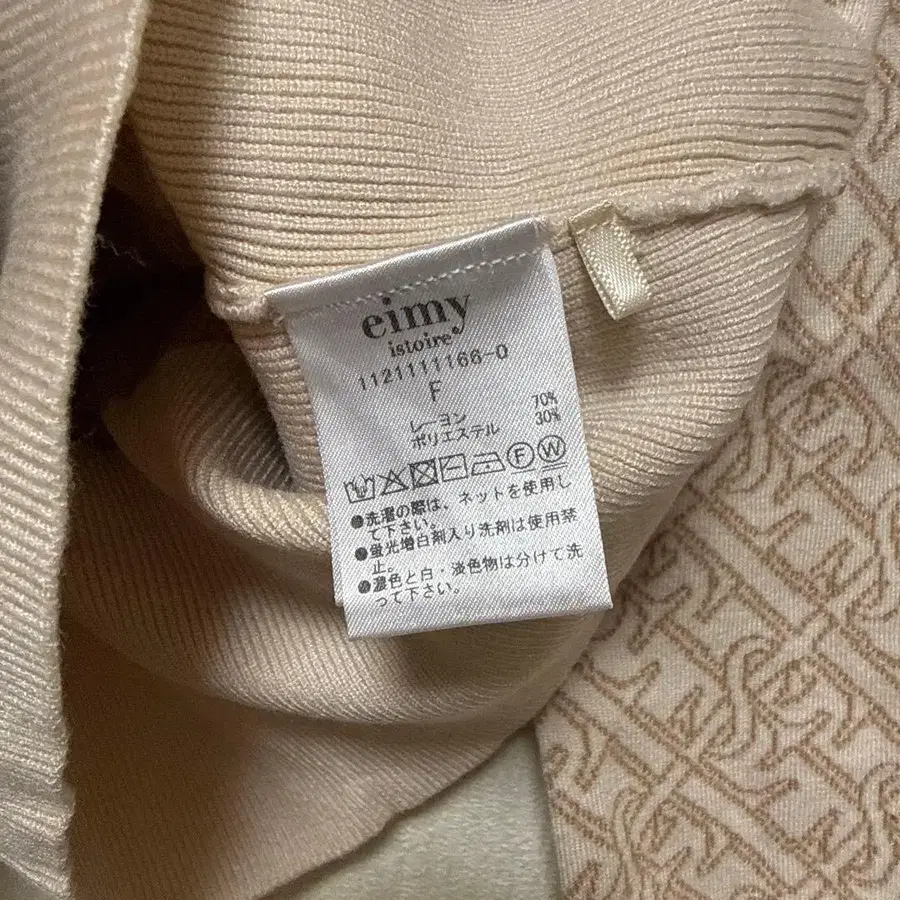 eimy
istoire
1121111166-0
F
レーヨン 70%
ポリエステル 30%
Ⓕ Ⓦ
●洗濯の際は、ネットを使用し
て下さい。
●蛍光増白剤入り洗剤は使用禁
止。
●濃色と白・淡色物は分けて洗
って下さい。